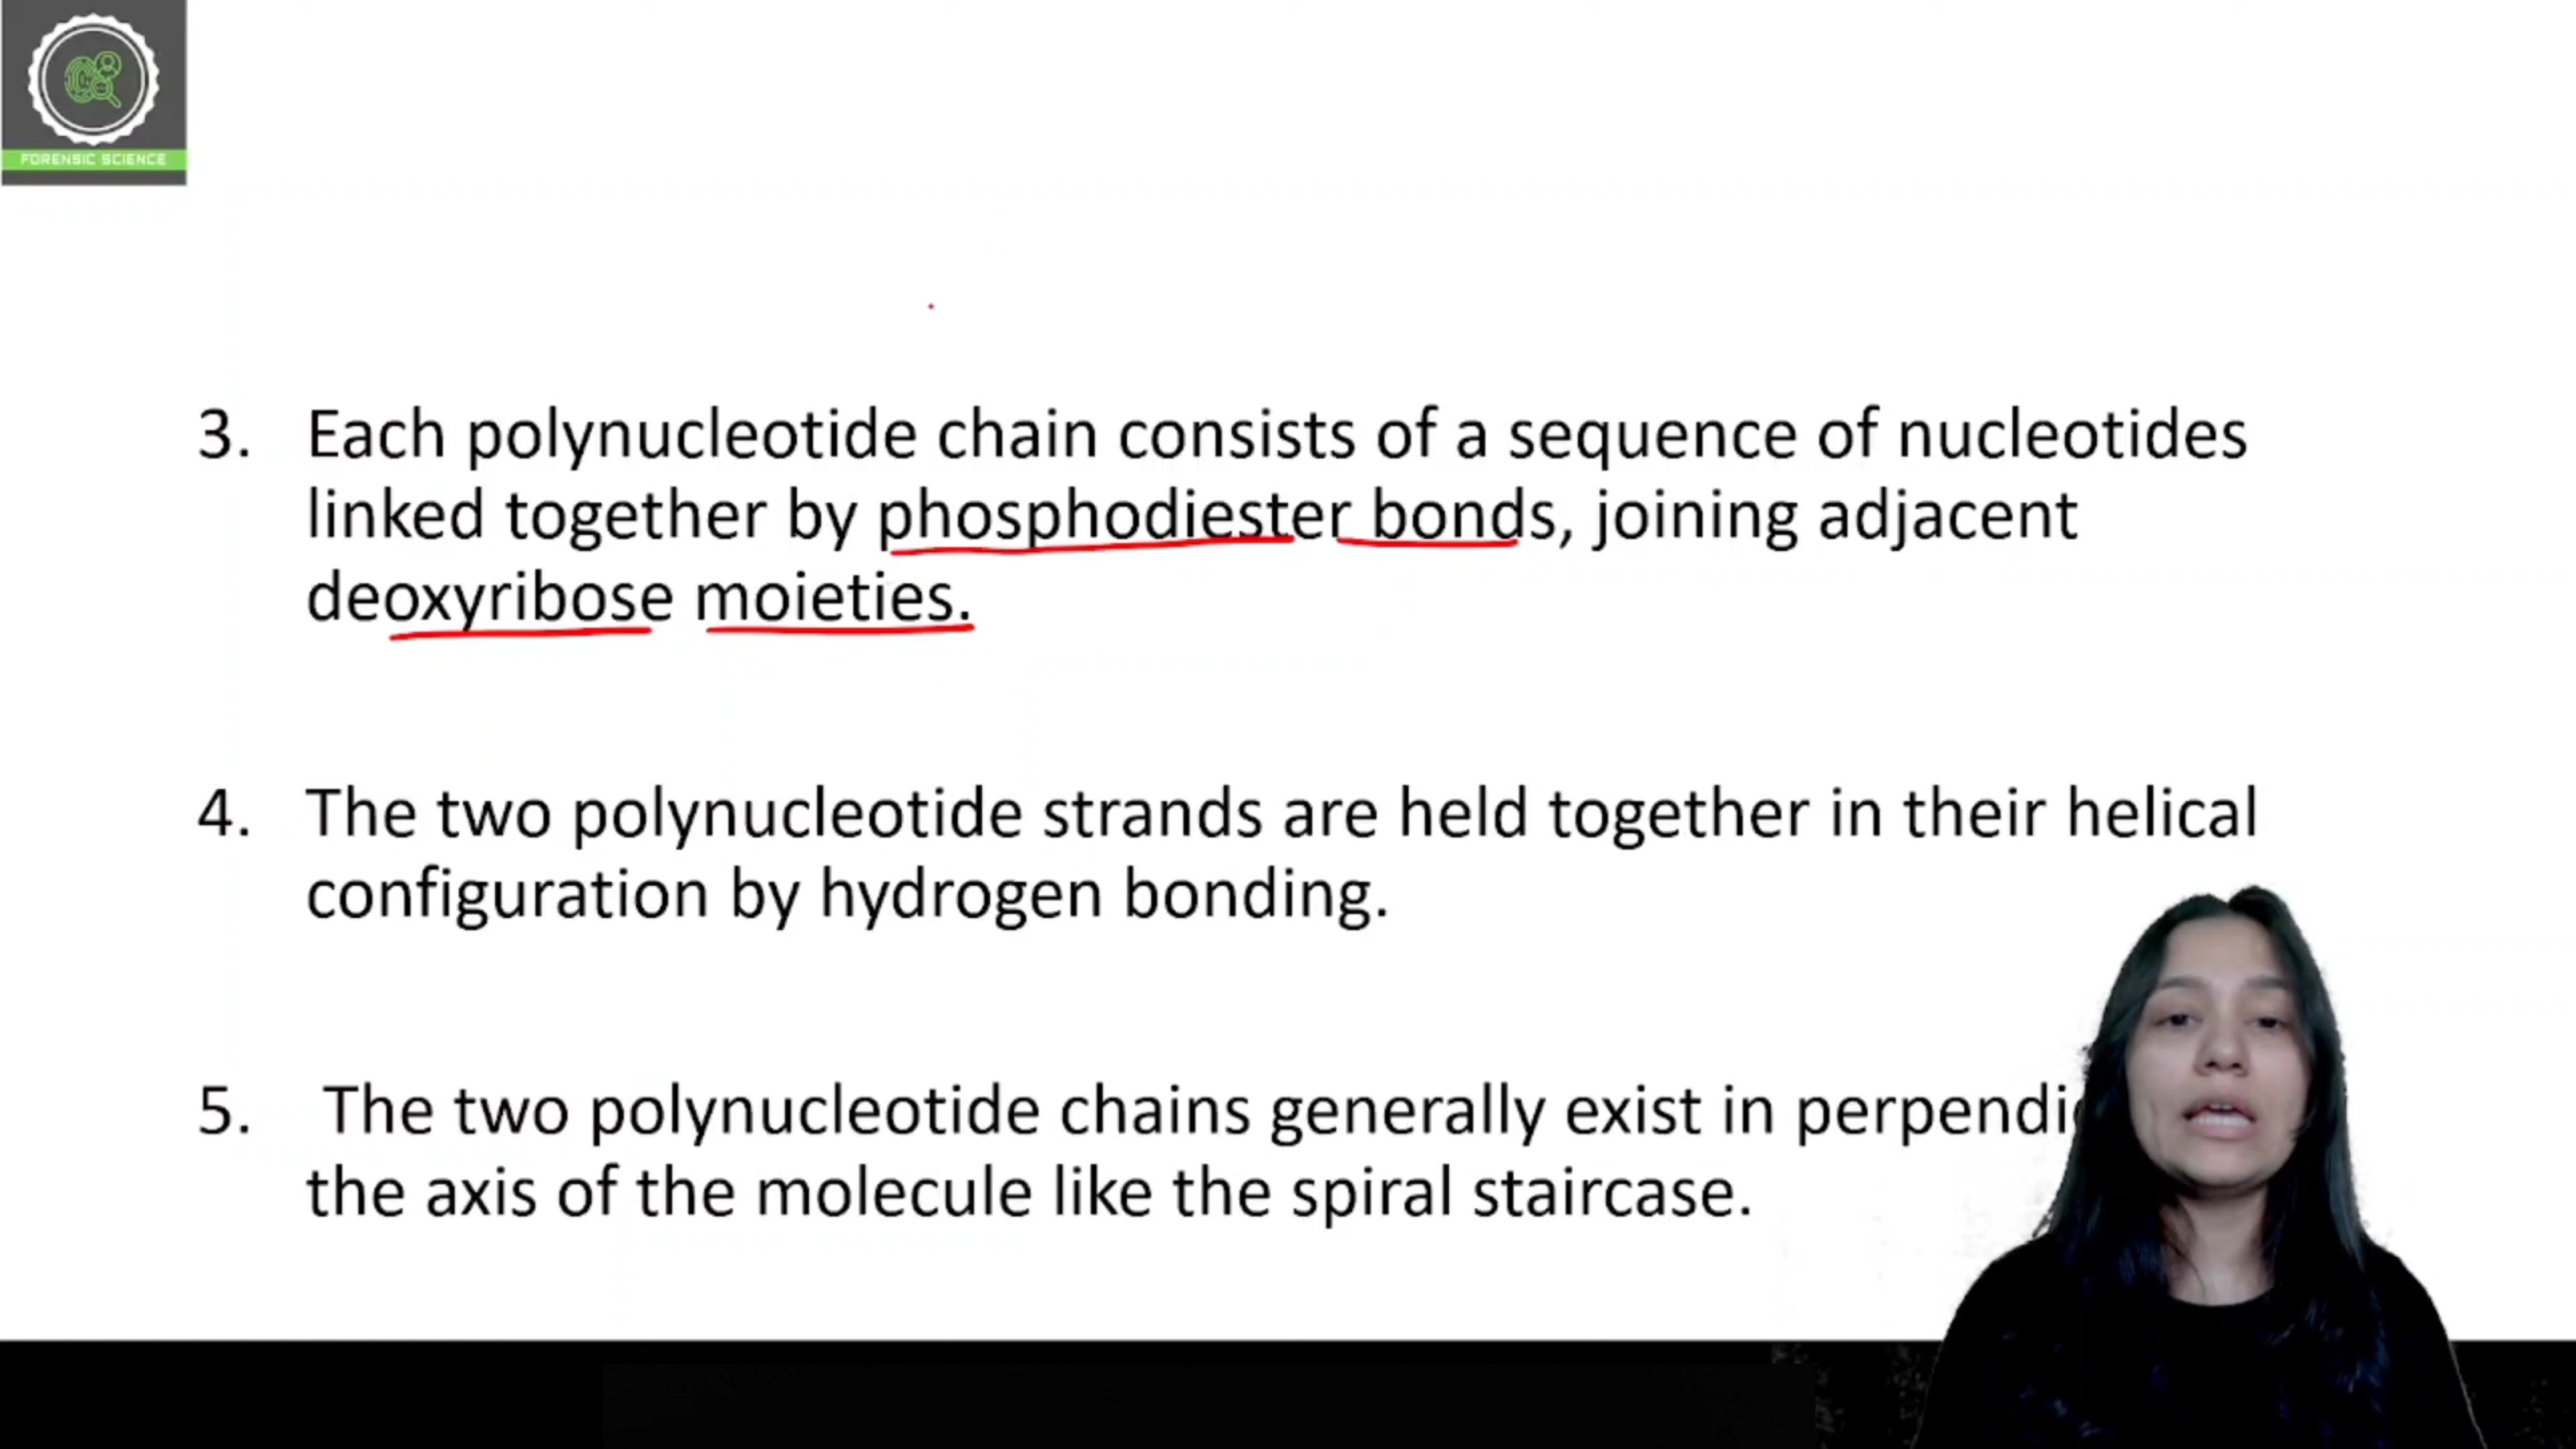 FORENSIC SCIENCE
3. Each polynucleotide chain consists of a sequence of nucleotides
linked together by phosphodiester bonds, joining adjacent
deoxyribose moieties.
4. The two polynucleotide strands are held together in their helical
configuration by hydrogen bonding.
5. The two polynucleotide chains generally exist in
the axis of the molecule like the spiral staircase.